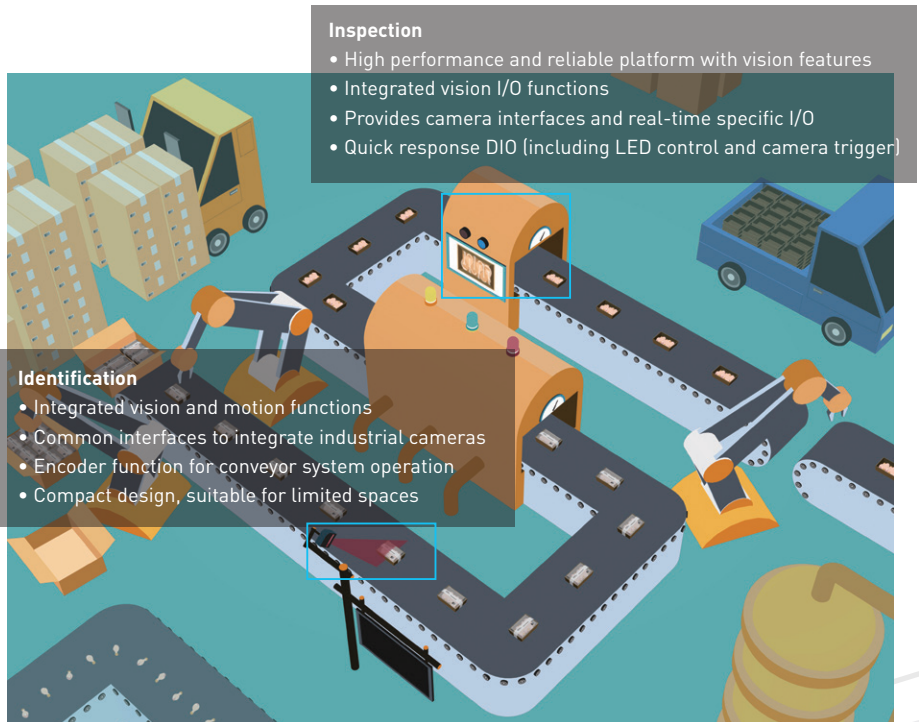 Inspection
• High performance and reliable platform with vision features
• Integrated vision I/O functions
• Provides camera interfaces and real-time specific I/O
• Quick response DIO (including LED control and camera trigger)
Identification
• Integrated vision and motion functions
• Common interfaces to integrate industrial cameras
• Encoder function for conveyor system operation
• Compact design, suitable for limited spaces